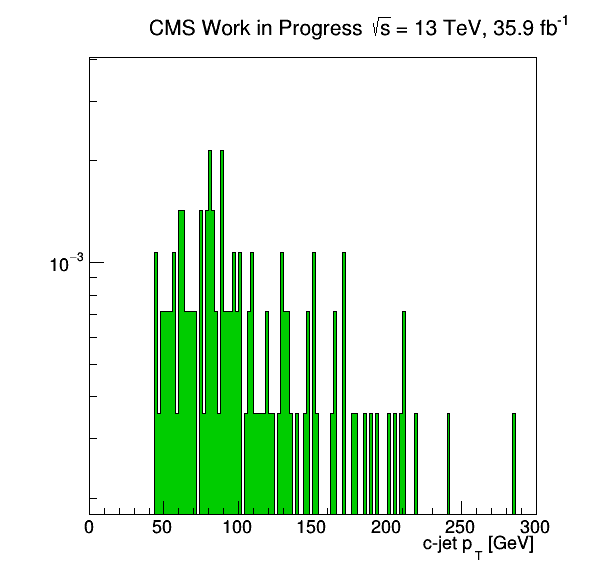 CMS Work in Progress √s = 13 TeV, 35.9 fb⁻¹
10⁻³
0 50 100 150 200 250 300
c-jet p_T [GeV]